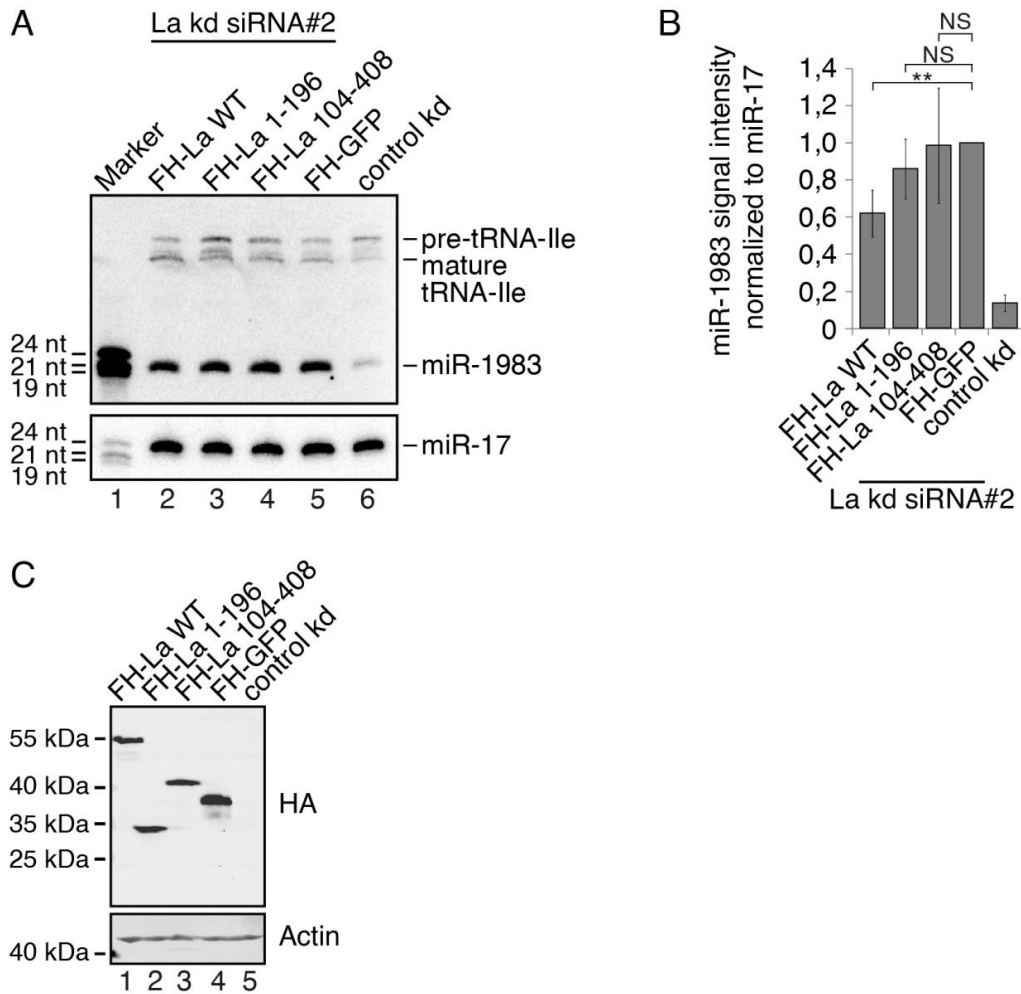 A
La kd siRNA#2
Marker
FH-La WT
FH-La 1-196
FH-La 104-408
FH-GFP
control kd
pre-tRNA-Ile
mature
tRNA-Ile
24 nt
21 nt
19 nt
miR-1983
24 nt
21 nt
19 nt
miR-17
1 2 3 4 5 6
B
NS
NS
**
miR-1983 signal intensity
normalized to miR-17
1,4
1,2
1,0
0,8
0,6
0,4
0,2
0
FH-La WT
FH-La 1-196
FH-La 104-408
FH-GFP
control kd
La kd siRNA#2
C
FH-La WT
FH-La 1-196
FH-La 104-408
FH-GFP
control kd
55 kDa
40 kDa
35 kDa
25 kDa
HA
Actin
40 kDa
1 2 3 4 5